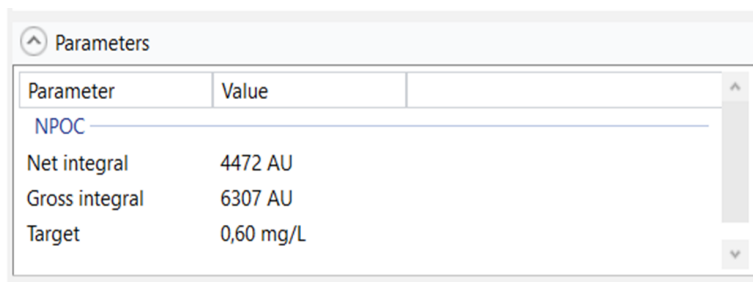 Parameters
Parameter Value
NPOC
Net integral 4472 AU
Gross integral 6307 AU
Target 0,60 mg/L